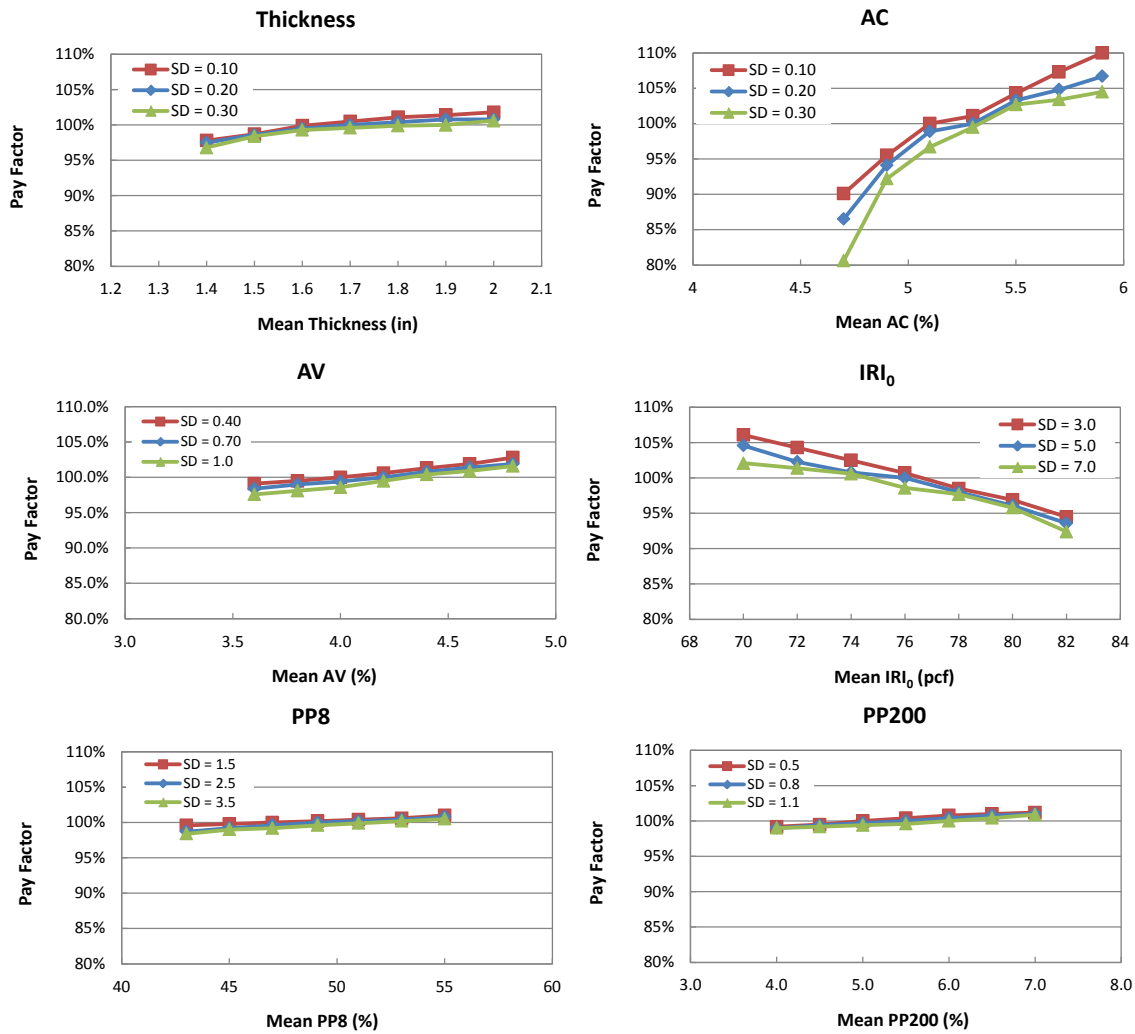 Thickness
110%
105%
100%
95%
90%
85%
80%
Pay Factor
SD = 0.10
SD = 0.20
SD = 0.30
1.2 1.3 1.4 1.5 1.6 1.7 1.8 1.9 2 2.1
Mean Thickness (in)
AC
110%
105%
100%
95%
90%
85%
80%
Pay Factor
SD = 0.10
SD = 0.20
SD = 0.30
4 4.5 5 5.5 6
Mean AC (%)
AV
110.0%
105.0%
100.0%
95.0%
90.0%
85.0%
80.0%
Pay Factor
SD = 0.40
SD = 0.70
SD = 1.0
3.0 3.5 4.0 4.5 5.0
Mean AV (%)
IRI₀
110%
105%
100%
95%
90%
85%
80%
Pay Factor
SD = 3.0
SD = 5.0
SD = 7.0
68 70 72 74 76 78 80 82 84
Mean IRI₀ (pcf)
PP8
110%
105%
100%
95%
90%
85%
80%
Pay Factor
SD = 1.5
SD = 2.5
SD = 3.5
40 45 50 55 60
Mean PP8 (%)
PP200
110%
105%
100%
95%
90%
85%
80%
Pay Factor
SD = 0.5
SD = 0.8
SD = 1.1
3.0 4.0 5.0 6.0 7.0 8.0
Mean PP200 (%)